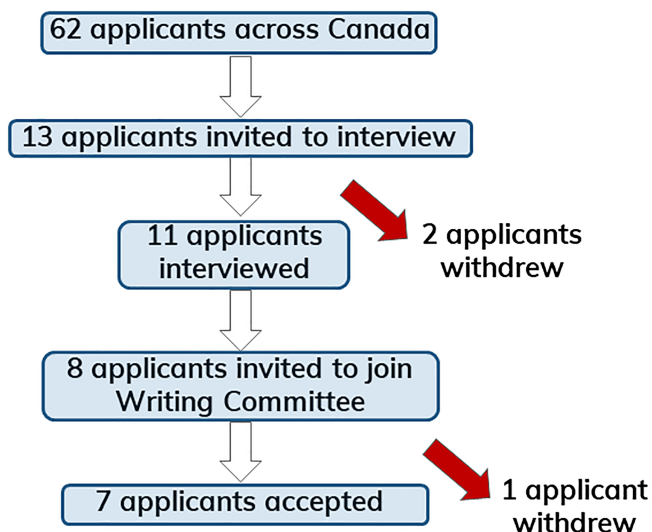 62 applicants across Canada
13 applicants invited to interview
11 applicants
interviewed
2 applicants
withdrew
8 applicants invited to join
Writing Committee
7 applicants accepted
1 applicant
withdrew